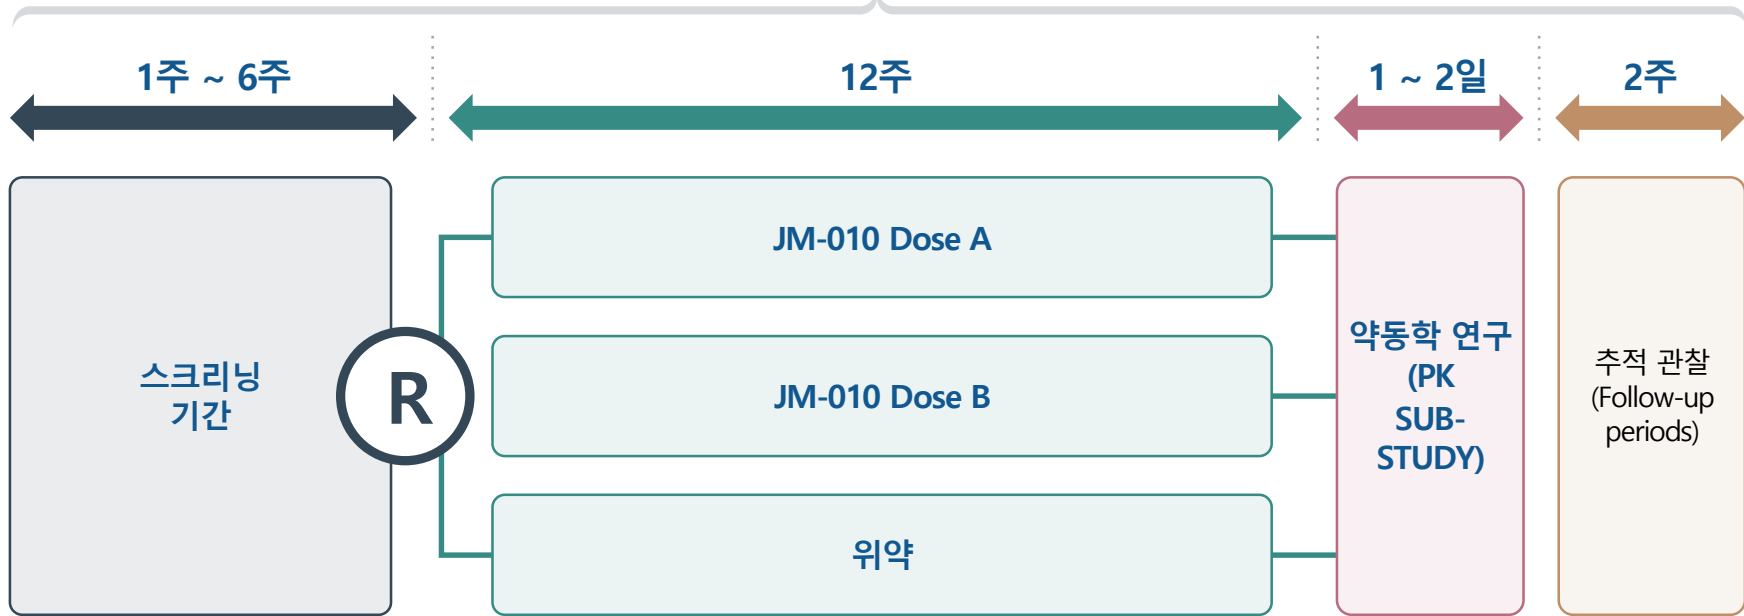 1주 ~ 6주
12주
1 ~ 2일
2주
스크리닝
기간
R
JM-010 Dose A
JM-010 Dose B
위약
약동학 연구
(PK
SUB-
STUDY)
추적 관찰
(Follow-up
periods)